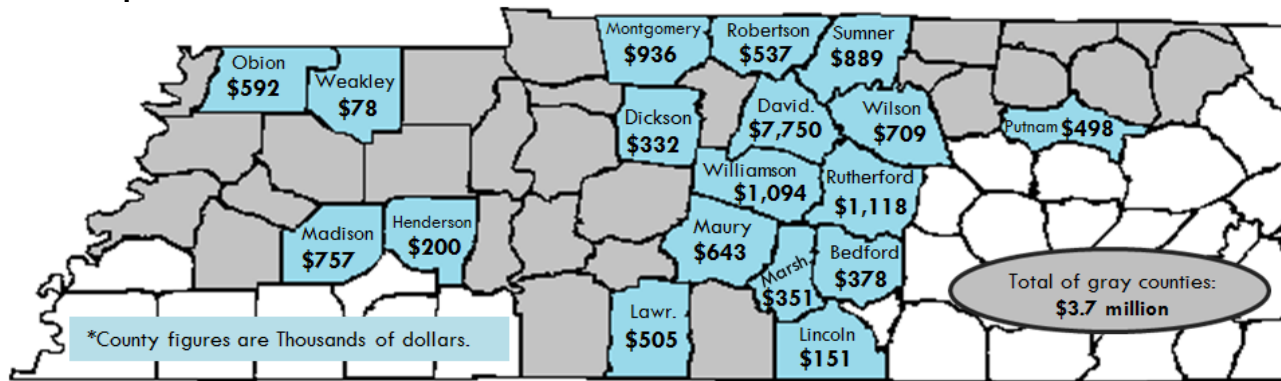 Montgomery
$936
Robertson
$537
Sumner
$889
Obion
$592
Weakley
$78
Dickson
$332
David.
$7,750
Wilson
$709
Putnam $498
Williamson
$1,094
Rutherford
$1,118
Madison
$757
Henderson
$200
Maury
$643
Marsh.
$351
Bedford
$378
Total of gray counties:
$3.7 million
Lawr.
$505
Lincoln
$151
*County figures are Thousands of dollars.